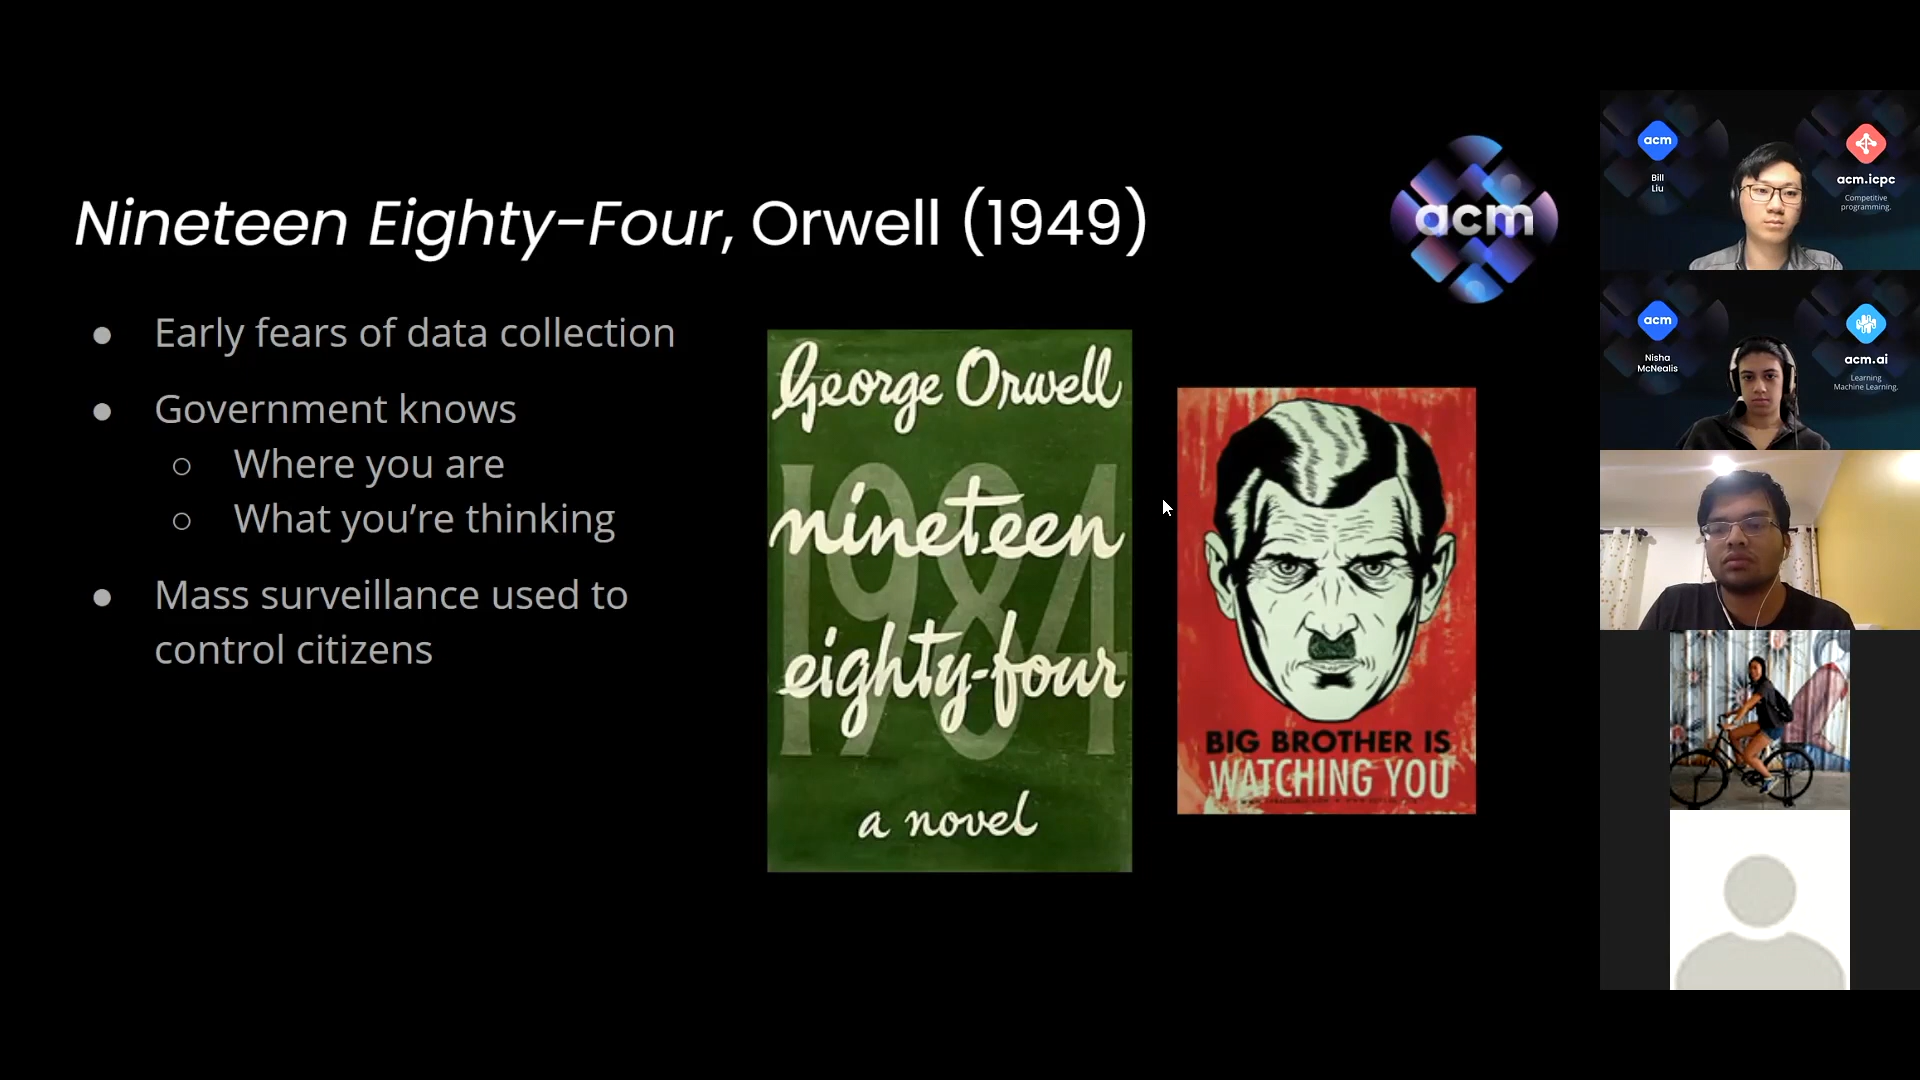 Nineteen Eighty-Four, Orwell (1949)
acm
● Early fears of data collection
● Government knows
○ Where you are
○ What you’re thinking
● Mass surveillance used to
control citizens
George Orwell
1984
nineteen
eighty-four
a novel
BIG BROTHER IS
WATCHING YOU
acm
Bill
Liu
acm.icpc
Competitive
programming.
acm
Nisha
McNealis
acm.ai
Learning
Machine Learning.